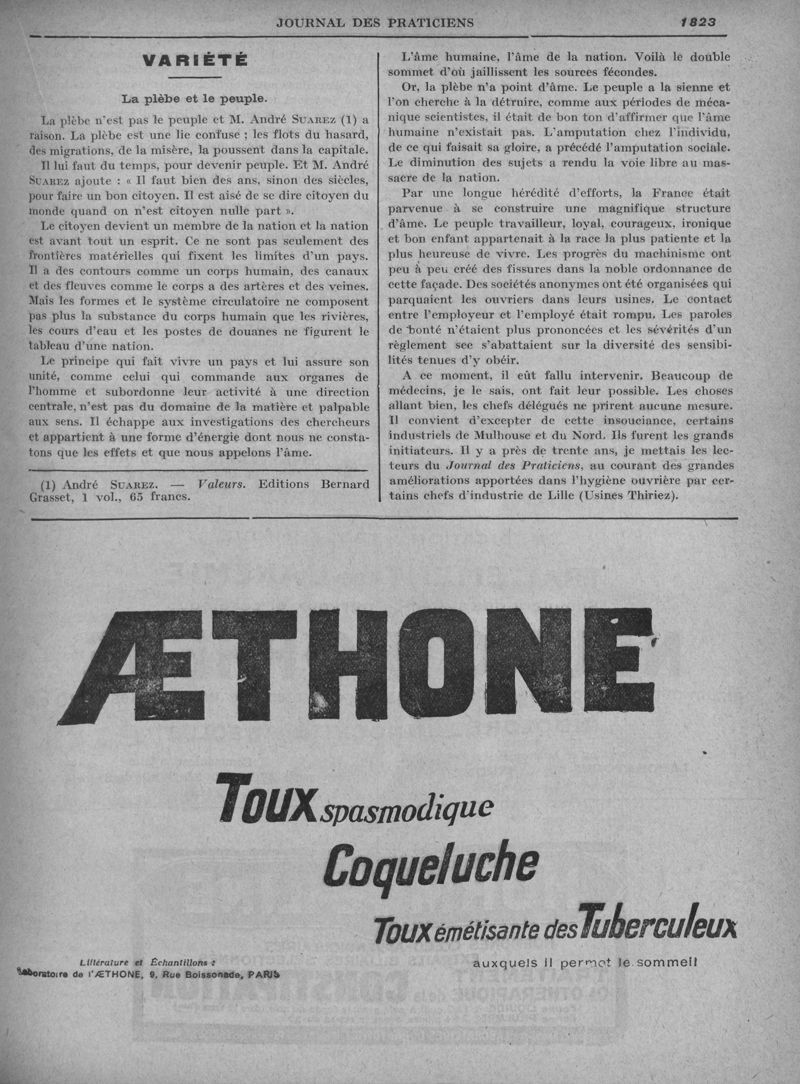 JOURNAL DES PRATICIENS 1823
VARIÉTÉ
La plèbe et le peuple.
La plèbe n'est pas le peuple et M. André SUAREZ (1) a
raison. La plèbe est une lie confuse ; les flots du hasard,
des migrations, de la misère, la poussent dans la capitale.
Il lui faut du temps, pour devenir peuple. Et M. André
SUAREZ ajoute : « Il faut bien des ans, sinon des siècles,
pour faire un bon citoyen. Il est aisé de se dire citoyen du
monde quand on n'est citoyen nulle part ».
Le citoyen devient un membre de la nation et la nation
est avant tout un esprit. Ce ne sont pas seulement des
frontières matérielles qui fixent les limites d'un pays.
Il a des contours comme un corps humain, des canaux
et des fleuves comme le corps a des artères et des veines.
Mais les formes et le système circulatoire ne composent
pas plus la substance du corps humain que les rivières,
les cours d'eau et les postes de douanes ne figurent le
tableau d'une nation.
Le principe qui fait vivre un pays et lui assure son
unité, comme celui qui commande aux organes de
l'homme et subordonne leur activité à une direction
centrale, n'est pas du domaine de la matière et palpable
aux sens. Il échappe aux investigations des chercheurs
et appartient à une forme d'énergie dont nous ne consta-
tons que les effets et que nous appelons l'âme.
(1) André SUAREZ. — Valeurs. Editions Bernard
Grasset, 1 vol., 65 francs.
L'âme humaine, l'âme de la nation. Voilà le double
sommet d'où jaillissent les sources fécondes.
Or, la plèbe n'a point d'âme. Le peuple a la sienne et
l'on cherche à la détruire, comme aux périodes de méca-
nique scientistes, il était de bon ton d'affirmer que l'âme
humaine n'existait pas. L'amputation chez l'individu,
de ce qui faisait sa gloire, a précédé l'amputation sociale.
Le diminution des sujets a rendu la voie libre au mas-
sacre de la nation.
Par une longue hérédité d'efforts, la France était
parvenue à se construire une magnifique structure
d'âme. Le peuple travailleur, loyal, courageux, ironique
et bon enfant appartenait à la race la plus patiente et la
plus heureuse de vivre. Les progrès du machinisme ont
peu à peu créé des fissures dans la noble ordonnance de
cette façade. Des sociétés anonymes ont été organisées qui
parquaient les ouvriers dans leurs usines. Le contact
entre l'employeur et l'employé était rompu. Les paroles
de bonté n'étaient plus prononcées et les sévérités d'un
règlement sec s'abattaient sur la diversité des sensibi-
lités tenues d'y obéir.
A ce moment, il eût fallu intervenir. Beaucoup de
médecins, je le sais, ont fait leur possible. Les choses
allant bien, les chefs délégués ne prirent aucune mesure.
Il convient d'excepter de cette insouciance, certains
industriels de Mulhouse et du Nord. Ils furent les grands
initiateurs. Il y a près de trente ans, je mettais les lec-
teurs du Journal des Praticiens, au courant des grandes
améliorations apportées dans l'hygiène ouvrière par cer-
tains chefs d'industrie de Lille (Usines Thiriez).
ÆTHONE
Toux spasmodique
Coqueluche
Toux émétisante des Tuberculeux
auxquels il permet le sommeil
Littérature et Échantillons :
Laboratoire de l'ÆTHONE, 9, Rue Boissonade, PARIS